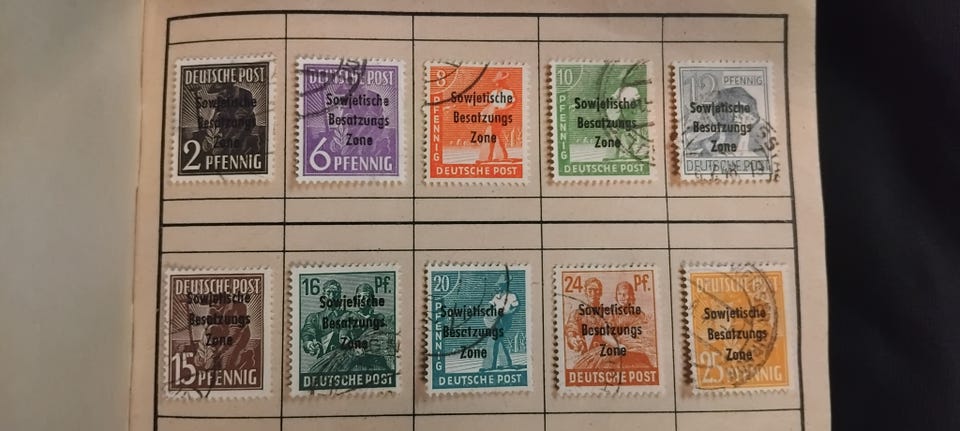 DEUTSCHE POST
Sowjetische
Besatzungs
Zone
2 PFENNIG
DEUTSCHE POST
Sowjetische
Besatzungs
Zone
6 PFENNIG
8
PFENNIG
Sowjetische
Besatzungs
Zone
DEUTSCHE POST
10
PFENNIG
Sowjetische
Besatzungs
Zone
DEUTSCHE POST
12 PFENNIG
Sowjetische
Besatzungs
Zone
DEUTSCHE POST
DEUTSCHE POST
Sowjetische
Besatzungs
Zone
15 PFENNIG
16 Pf.
Sowjetische
Besatzungs
Zone
DEUTSCHE POST
20
PFENNIG
Sowjetische
Besatzungs
Zone
DEUTSCHE POST
24 Pf.
Sowjetische
Besatzungs
Zone
DEUTSCHE POST
Sowjetische
Besatzungs
Zone
25 PFENNIG